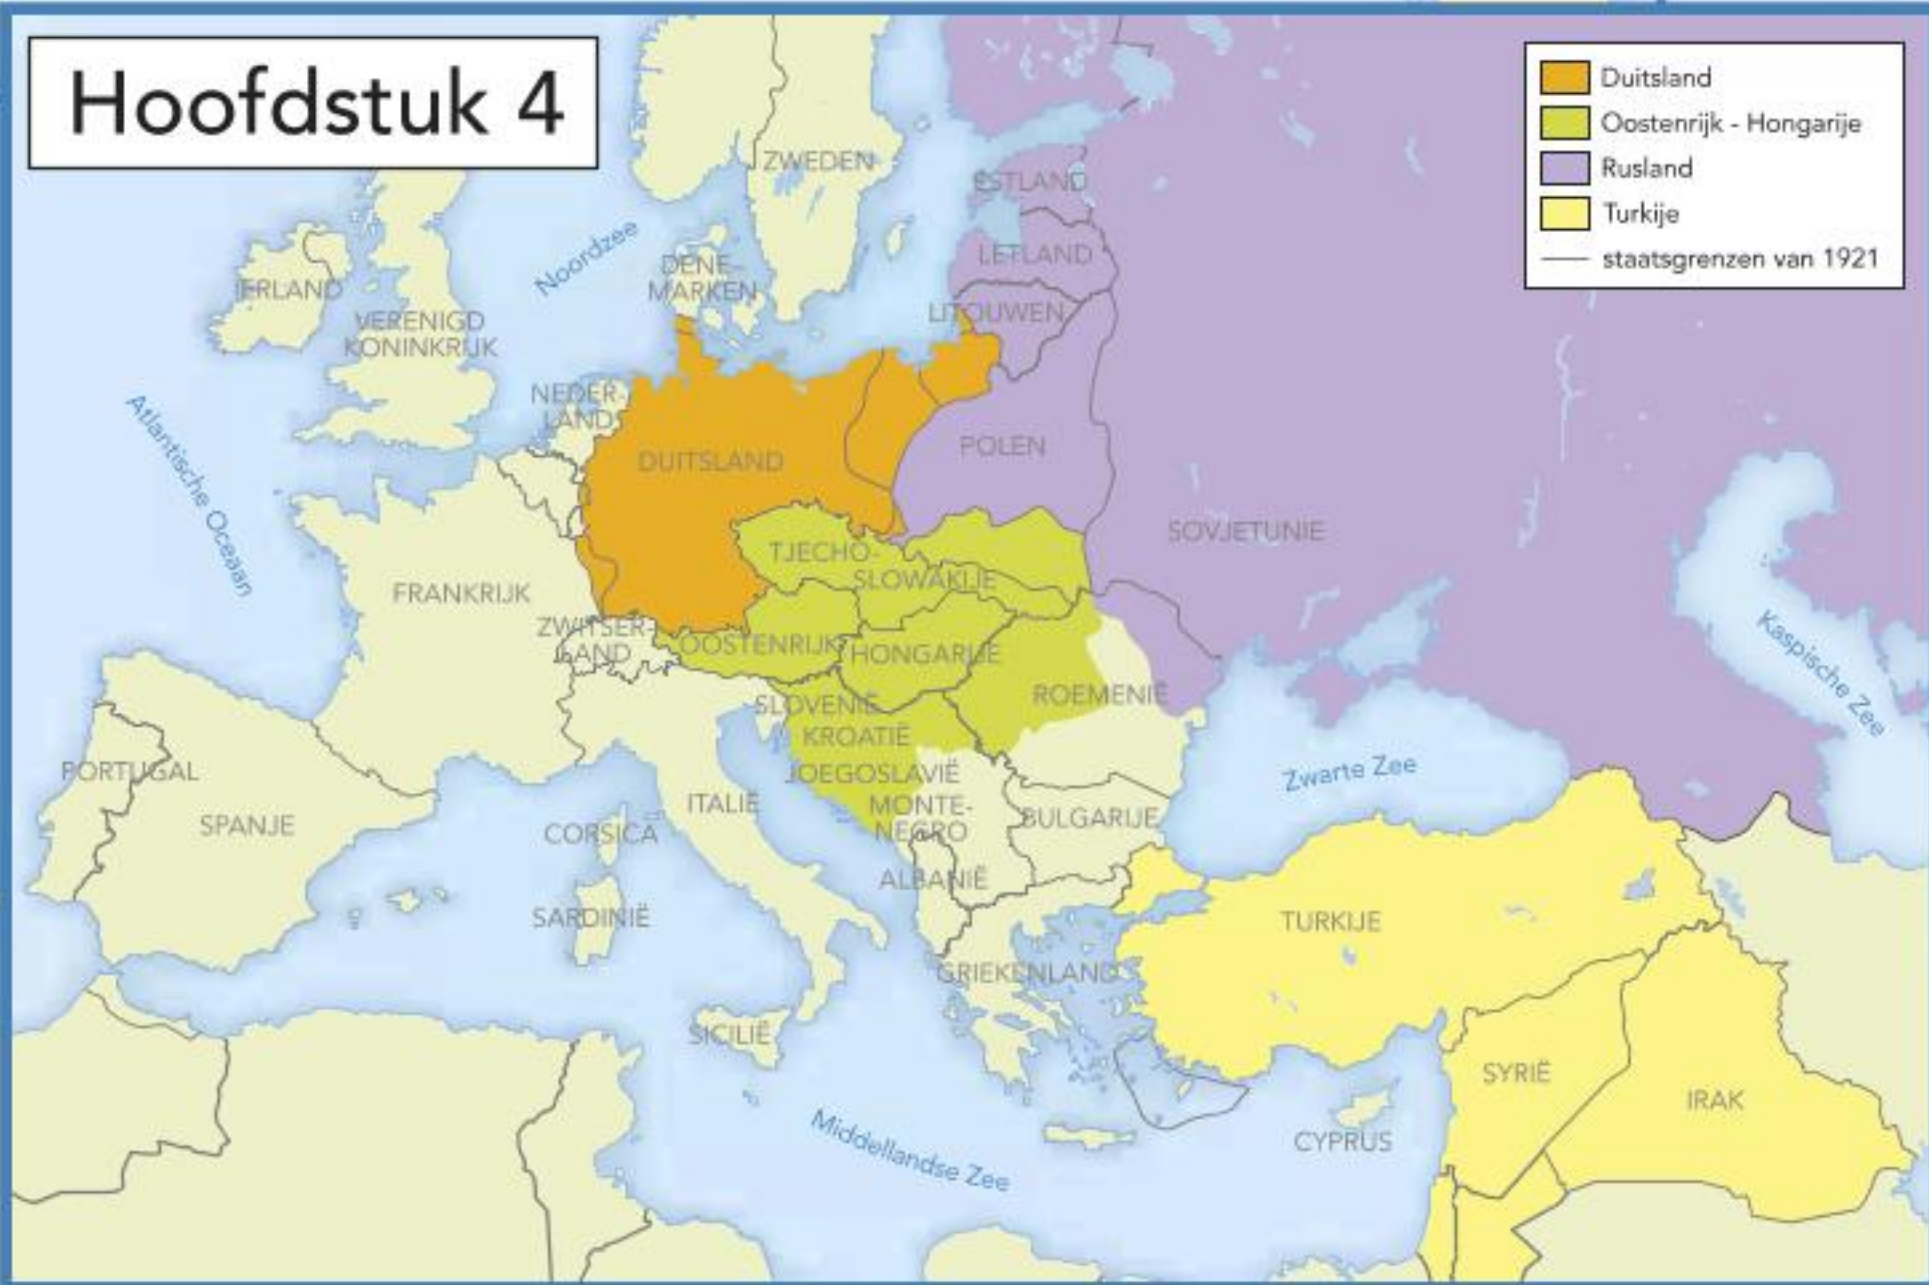 Hoofdstuk 4
Duitsland
Oostenrijk - Hongarije
Rusland
Turkije
staatsgrenzen van 1921
ZWEDEN
ESTLAND
Noordzee
LETLAND
DENE-
MARKEN
IERLAND
LITOUWEN
VERENIGD
KONINKRIJK
NEDER-
LANDS
Atlantische Oceaan
POLEN
DUITSLAND
SOVJETUNIE
TJECHO-
SLOWAKIJE
FRANKRIJK
ZWITSER-
LAND
OOSTENRIJK
HONGARIJE
Kaspische Zee
ROEMENIË
SLOVENIË
KROATIË
PORTUGAL
JOEGOSLAVIË
Zwarte Zee
ITALIË
MONTE-
NEGRO
BULGARIJE
SPANJE
CORSICA
ALBANIË
SARDINIË
TURKIJE
GRIEKENLAND
SICILIË
SYRIË
IRAK
CYPRUS
Middellandse Zee